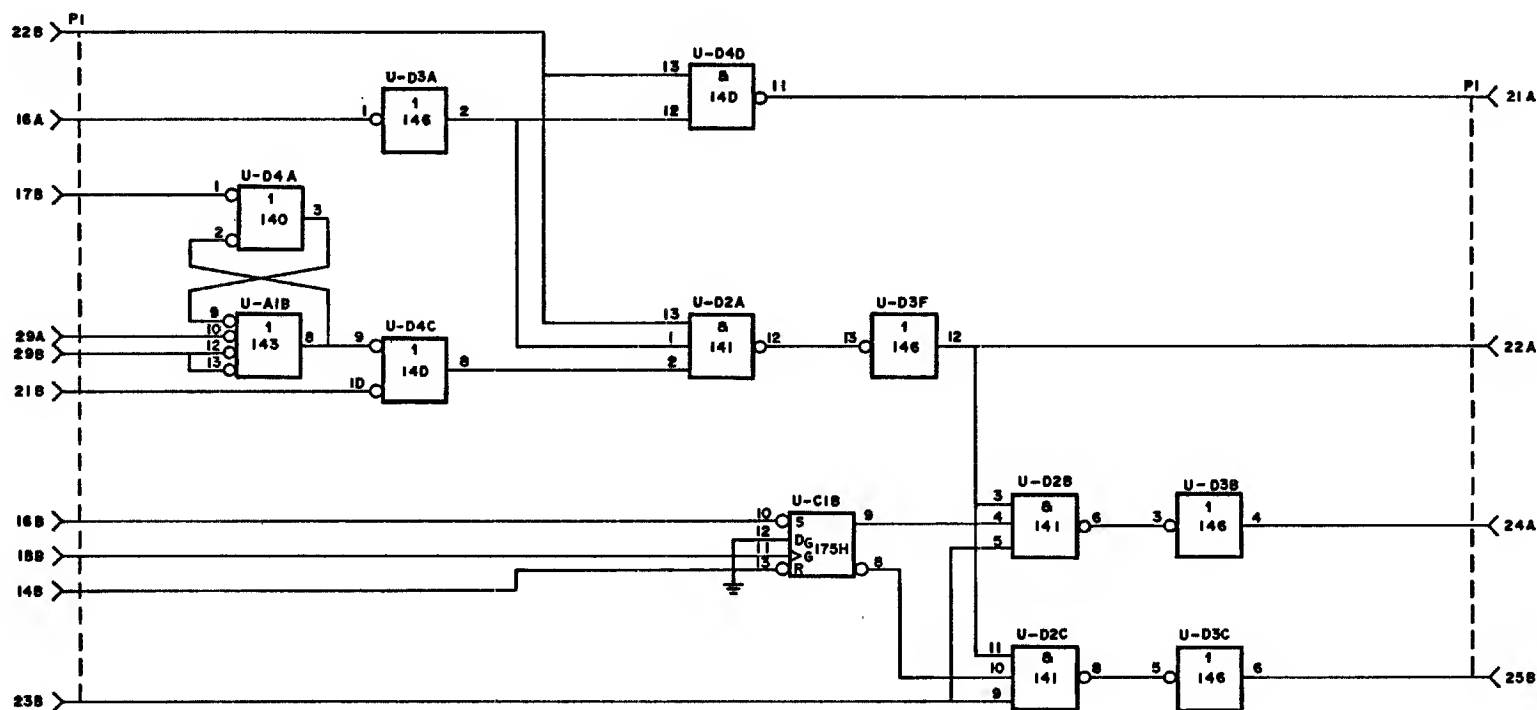 P1
22B
U-D4D
13
&
14D
12
11
P1
21A
U-D3A
16A
1
1
146
2
U-D4A
17B
1
1
140
3
2
U-A1B
9
29A
10
1
143
8
29B
12
13
U-D4C
9
1
14D
8
21B
1D
U-D2A
13
&
1
141
12
2
U-D3F
13
1
146
12
22A
U-C1B
16B
10
S
9
12
DG
175H
18B
11
G
13
R
8
14B
U-D2B
3
&
4
141
6
5
U-D3B
3
1
146
4
24A
U-D2C
11
&
10
141
8
9
U-D3C
5
1
146
6
25B
23B